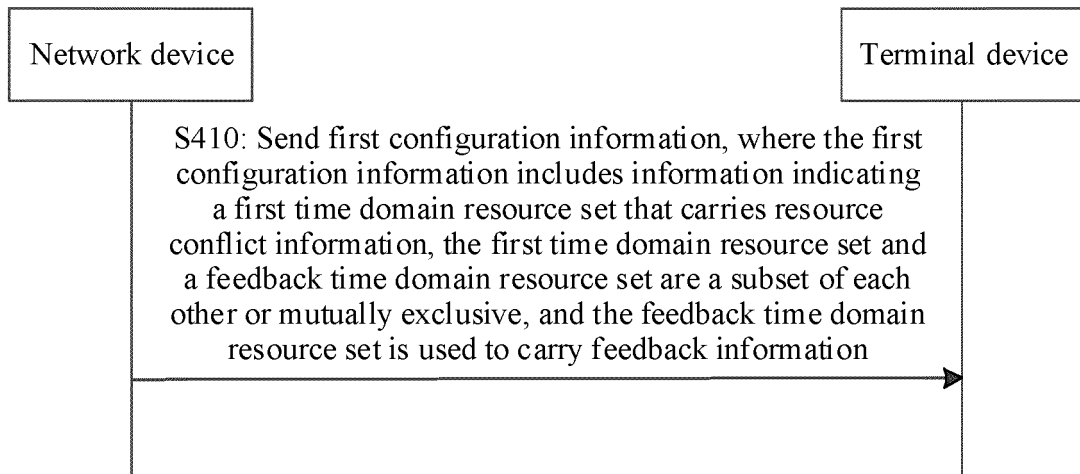 Network device
Terminal device
S410: Send first configuration information, where the first
configuration information includes information indicating
a first time domain resource set that carries resource
conflict information, the first time domain resource set and
a feedback time domain resource set are a subset of each
other or mutually exclusive, and the feedback time domain
resource set is used to carry feedback information